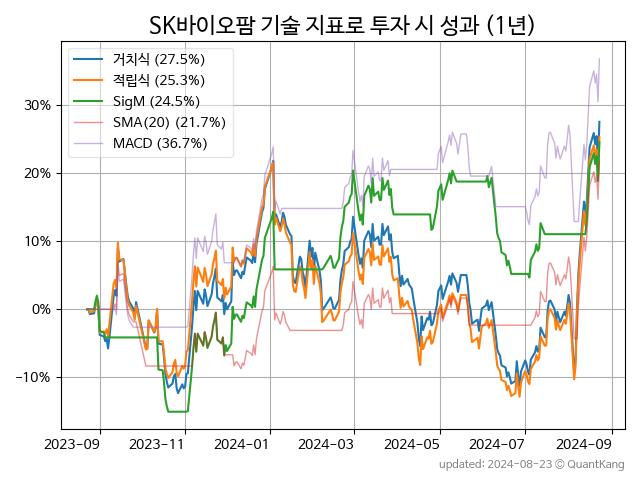 SK바이오팜 기술 지표로 투자 시 성과 (1년)
거치식 (27.5%)
적립식 (25.3%)
SigM (24.5%)
SMA(20) (21.7%)
MACD (36.7%)
30%
20%
10%
0%
−10%
2023-09 2023-11 2024-01 2024-03 2024-05 2024-07 2024-09
updated: 2024-08-23 ⓒ QuantKang